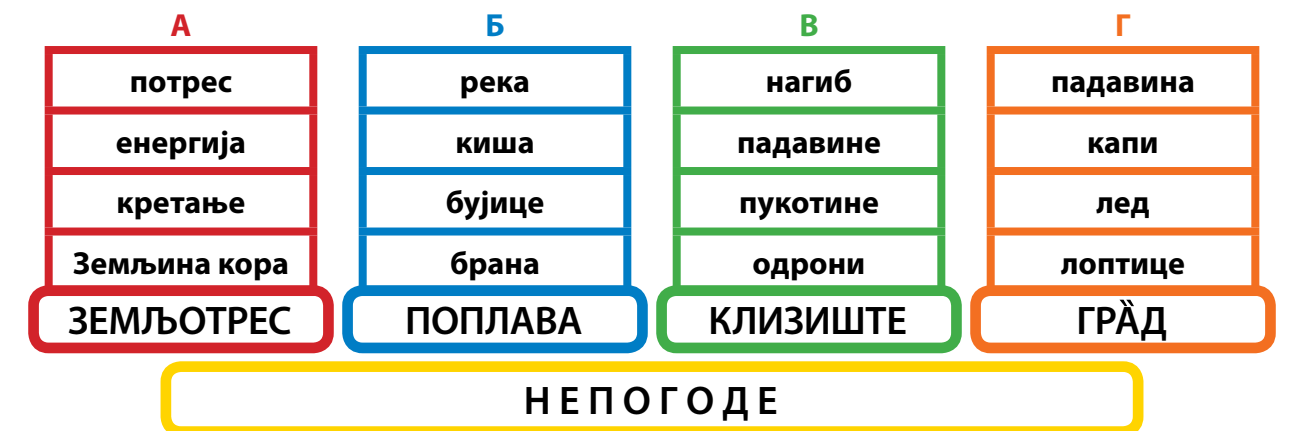 А Б В Г
потрес река нагиб падавина
енергија киша падавине капи
кретање бујице пукотине лед
Земљина кора брана одрони лоптице
ЗЕМЉОТРЕС ПОПЛАВА КЛИЗИШТЕ ГРȀД
НЕПОГОДЕ